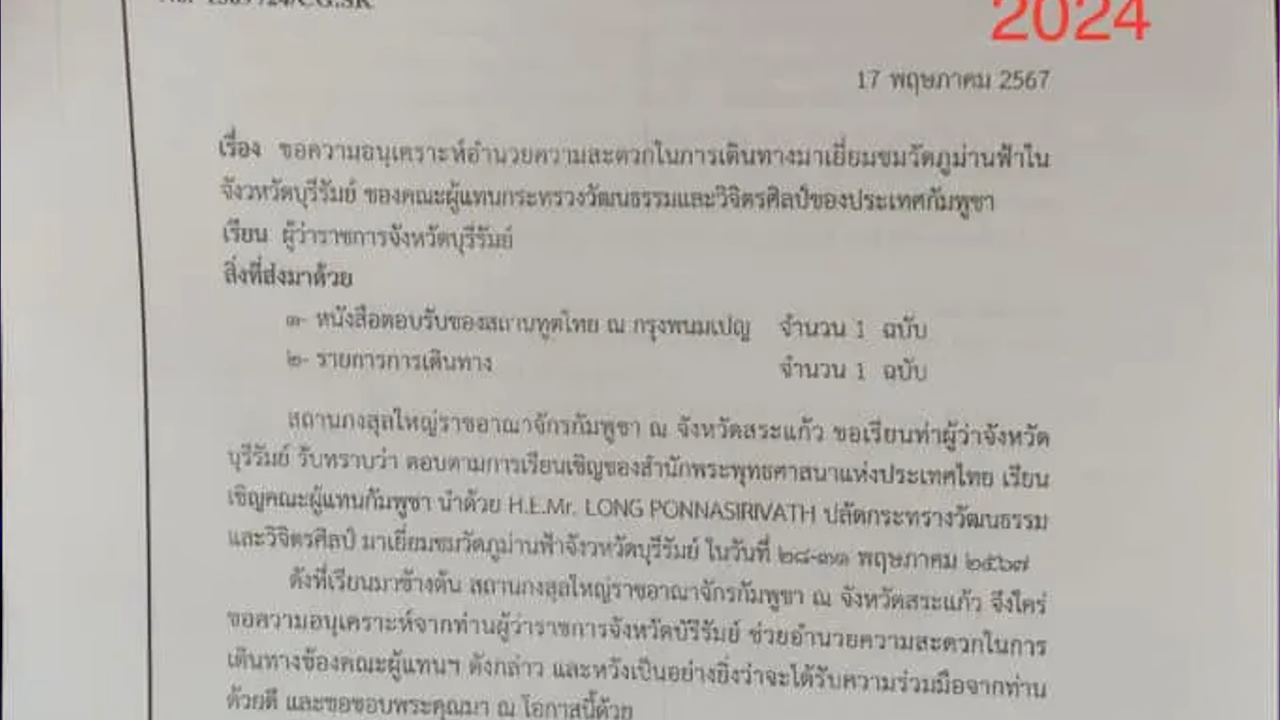 2024
17 พฤษภาคม 2567
เรื่อง ขอความอนุเคราะห์อำนวยความสะดวกในการเดินทางมาเยี่ยมชมวัดภูม่านฟ้าใน
จังวหวัดบุรีรัมย์ ของคณะผู้แทนกระทรวงวัฒนธรรมและวิจิตรศิลป์ของประเทศกัมพูชา
เรียน ผู้ว่าราชการจังหวัดบุรีรัมย์
สิ่งที่ส่งมาด้วย
๑- หนังสือตอบรับของสถานทูตไทย ณ กรุงพนมเปญ จำนวน 1 ฉบับ
๒- รายการการเดินทาง จำนวน 1 ฉบับ
สถานกงสุลใหญ่ราชอาณาจักรกัมพูชา ณ จังหวัดสระแก้ว ขอเรียนท่าผู้ว่าจังหวัด
บุรีรัมย์ รับทราบว่า ตอบตามการเรียนเชิญของสำนักพระพุทธศาสนาแห่งประเทศไทย เรียน
เชิญคณะผู้แทนกัมพูชา นำด้วย H.E.Mr. LONG PONNASIRIVATH ปลัดกระทรางวัฒนธรรม
และวิจิตรศิลป์ มาเยี่ยมชมวัดภูม่านฟ้าจังวหวัดบุรีรัมย์ ในวันที่ ๒๘-๓๑ พฤษภาคม ๒๕๖๗
ดังที่เรียนมาข้างต้น สถานกงสุลใหญ่ราชอาณาจักรกัมพูชา ณ จังหวัดสระแก้ว จึงใคร่
ขอความอนุเคราะห์จากท่านผู้ว่าราชการจังหวัดบัรีรัมย์ ช่วยอำนวยความสะดวกในการ
เดินทางข้องคณะผู้แทนฯ ดังกล่าว และหวังเป็นอย่างยิ่งว่าจะได้รับความร่วมมือจากท่าน
ด้วยดี และขอขอบพระคุณมา ณ โอกาสนี้ด้วย